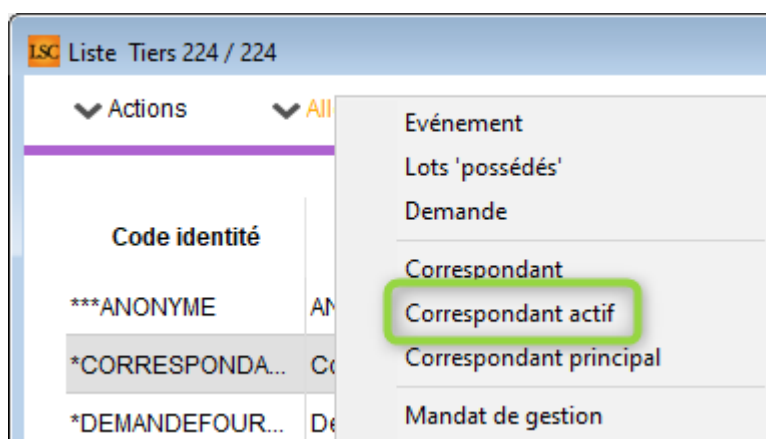 LSC Liste Tiers 224 / 224
Actions All
Evénement
Lots 'possédés'
Demande
Correspondant
Correspondant actif
Correspondant principal
Mandat de gestion
Code identité
***ANONYME AN
*CORRESPONDA... Co
*DEMANDEFOUR... De